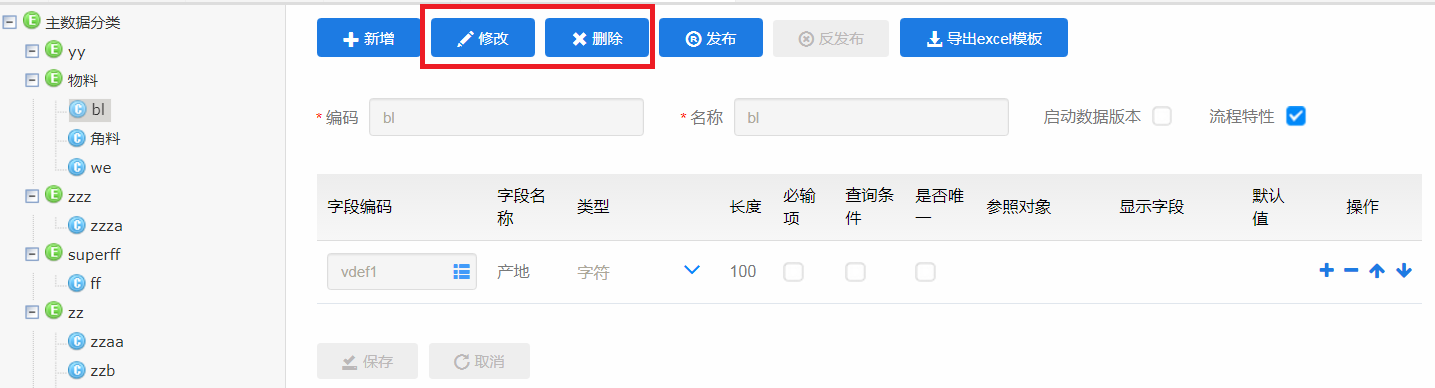 主数据分类
yy
物料
bl
角料
we
zzz
zzza
superff
ff
zz
zzaa
zzb
新增 修改 删除 发布 反发布 导出excel模板
* 编码 bl * 名称 bl 启动数据版本 流程特性
字段编码 字段名称 类型 长度 必输项 查询条件 是否唯一 参照对象 显示字段 默认值 操作
vdef1 产地 字符 100
保存 取消